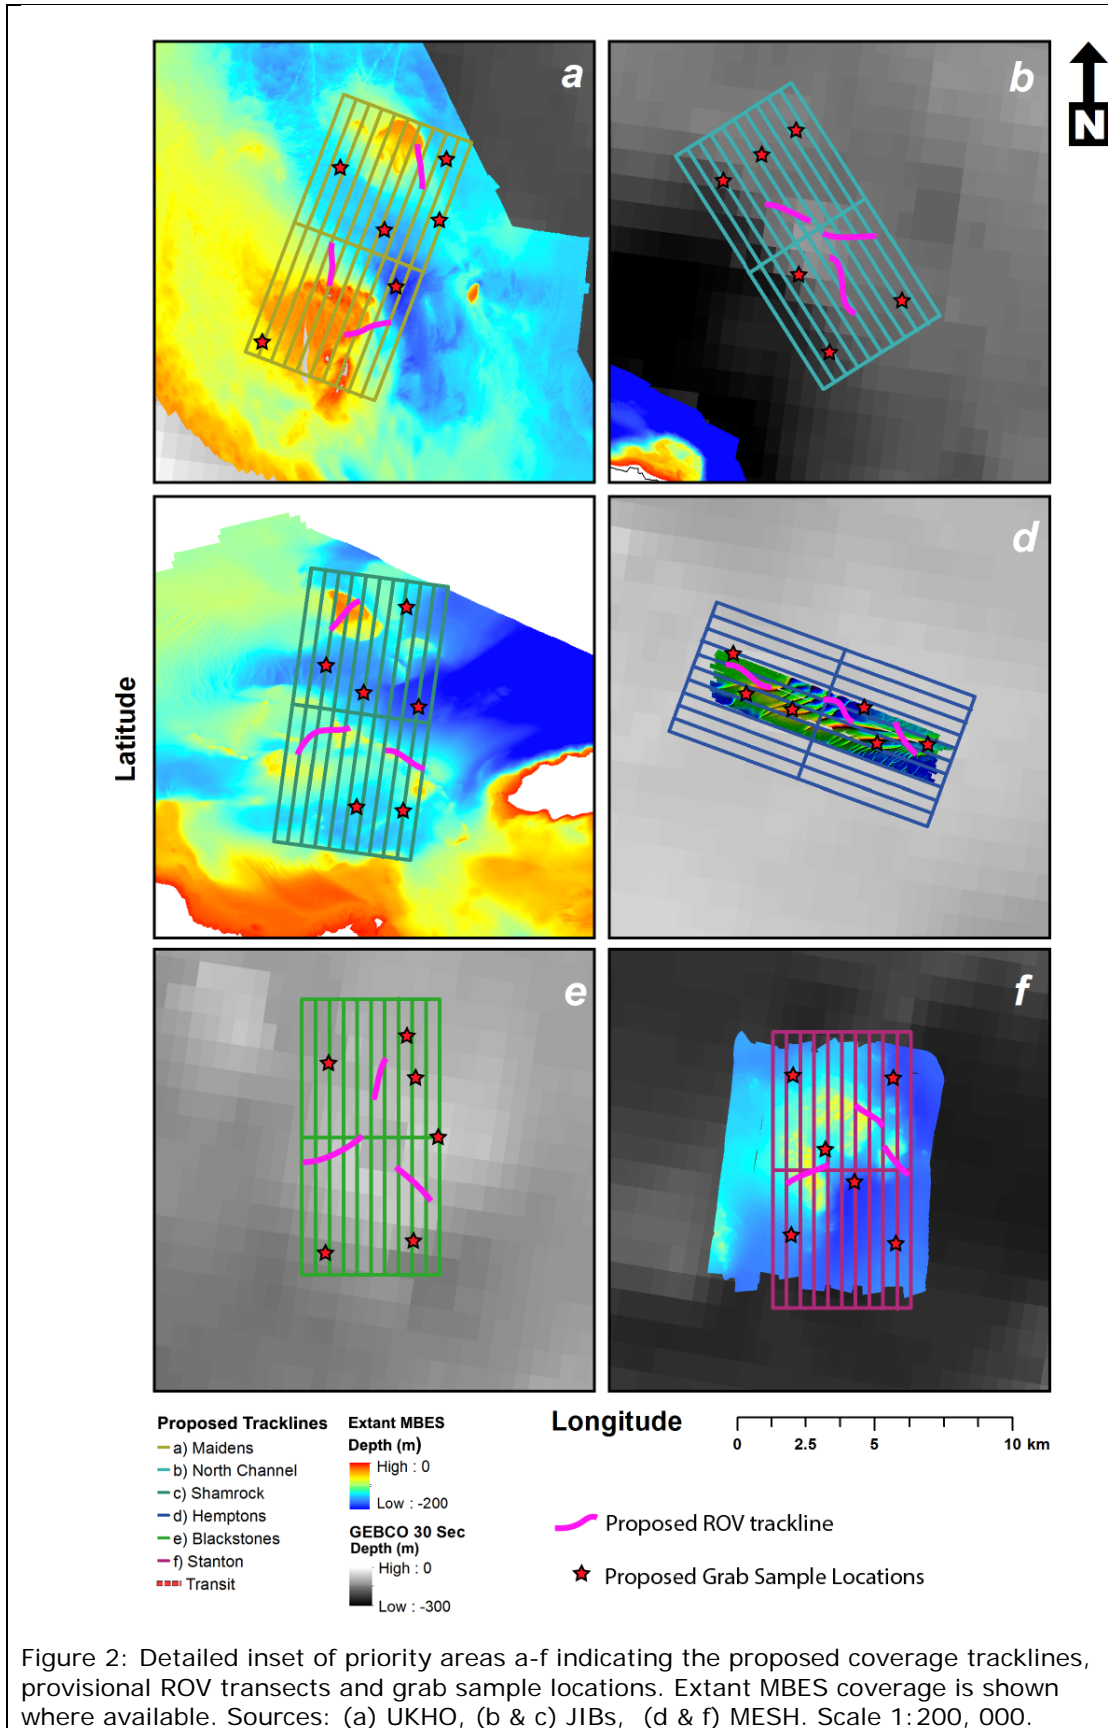 a
b
N
Latitude
d
e
f
Proposed Tracklines
a) Maidens
b) North Channel
c) Shamrock
d) Hemptons
e) Blackstones
f) Stanton
Transit
Extant MBES
Depth (m)
High : 0
Low : -200
GEBCO 30 Sec
Depth (m)
High : 0
Low : -300
Longitude
0 2.5 5 10 km
Proposed ROV trackline
Proposed Grab Sample Locations
Figure 2: Detailed inset of priority areas a-f indicating the proposed coverage tracklines,
provisional ROV transects and grab sample locations. Extant MBES coverage is shown
where available. Sources: (a) UKHO, (b & c) JIBs, (d & f) MESH. Scale 1:200, 000.